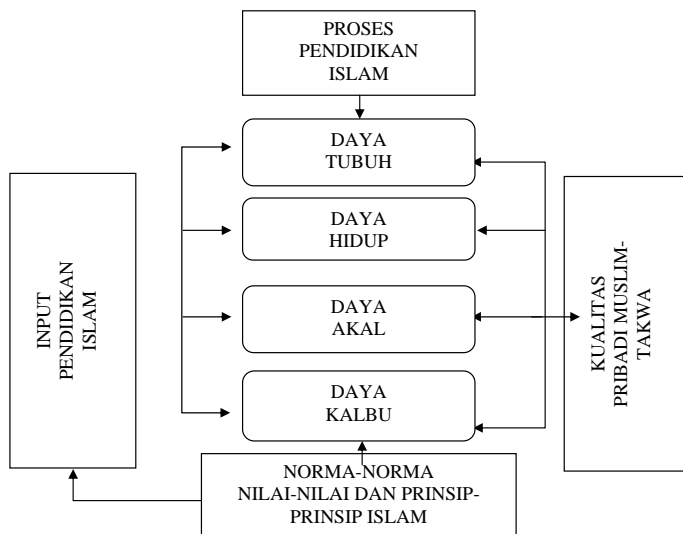 PROSES
PENDIDIKAN
ISLAM
DAYA
TUBUH
DAYA
HIDUP
DAYA
AKAL
DAYA
KALBU
INPUT
PENDIDIKAN
ISLAM
KUALITAS
PRIBADI MUSLIM-
TAKWA
NORMA-NORMA
NILAI-NILAI DAN PRINSIP-
PRINSIP ISLAM